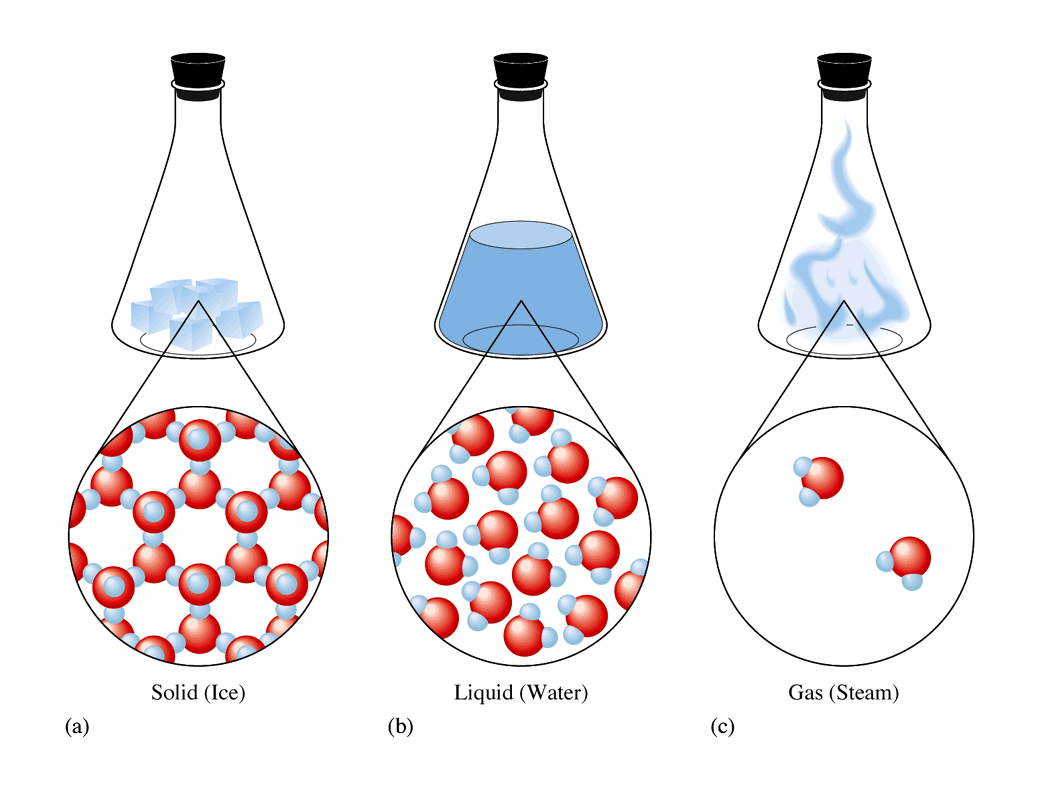 Solid (Ice)
Liquid (Water)
Gas (Steam)
(a)
(b)
(c)